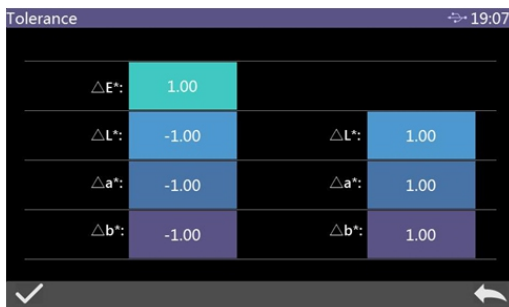 Tolerance 19:07
△E*: 1.00
△L*: -1.00 △L*: 1.00
△a*: -1.00 △a*: 1.00
△b*: -1.00 △b*: 1.00